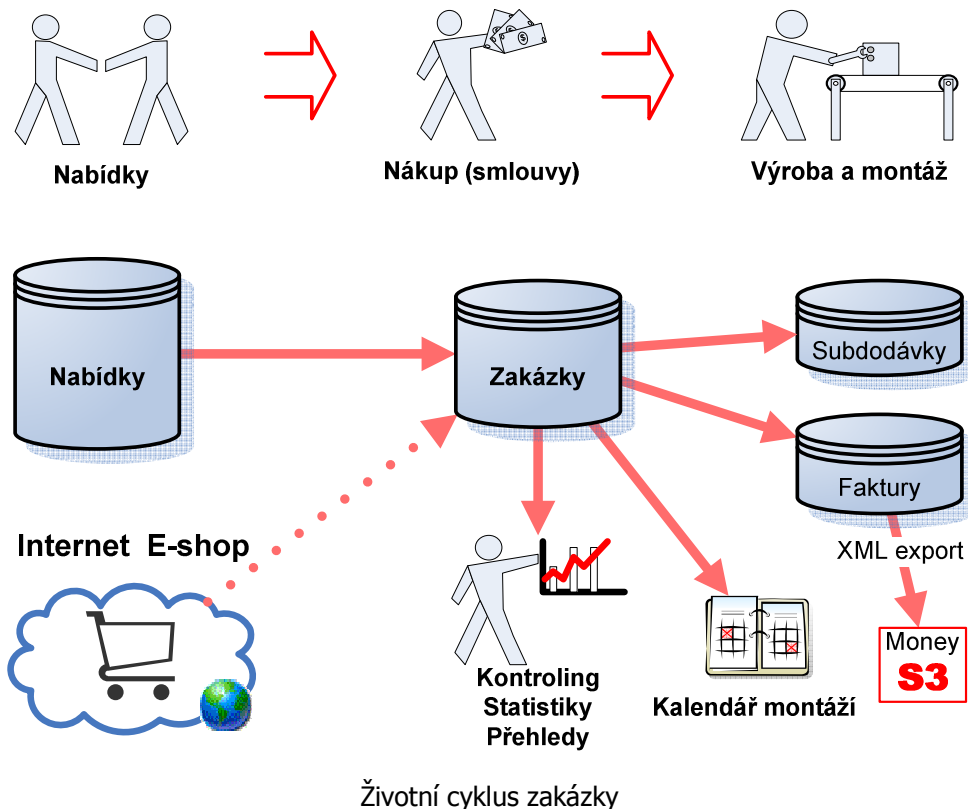 Nabídky
Nákup (smlouvy)
Výroba a montáž
Nabídky
Zakázky
Subdodávky
Faktury
Internet E-shop
XML export
Money
S3
Kontroling
Statistiky
Přehledy
Kalendář montáží
Životní cyklus zakázky